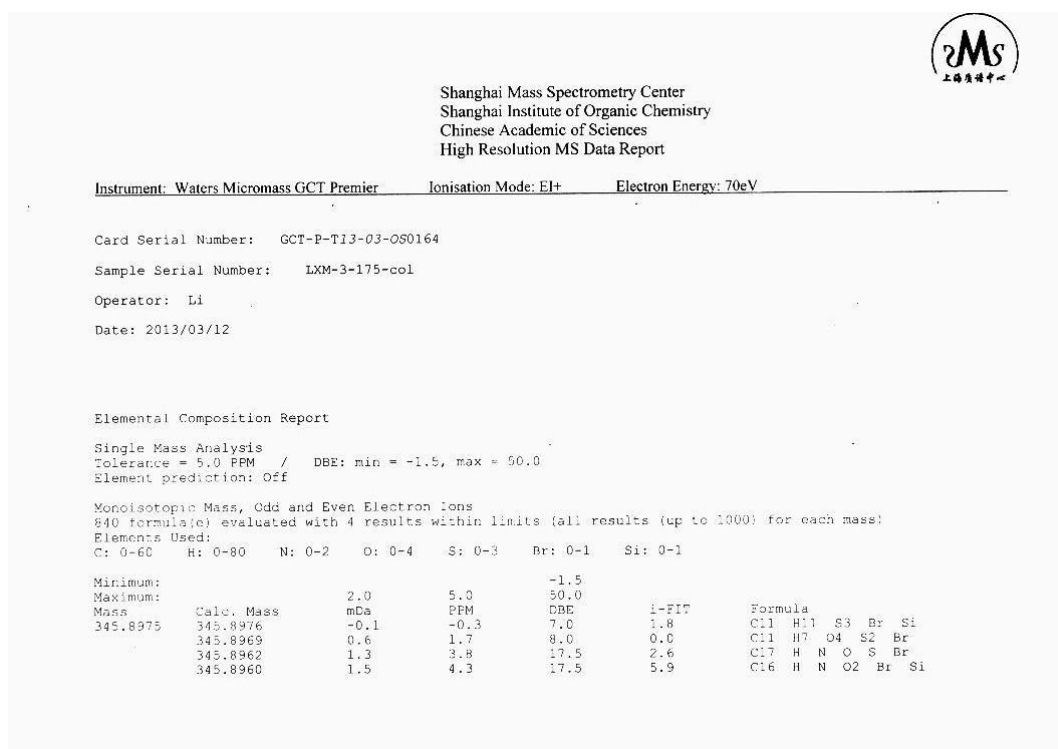 ꙅMS
上海质谱中心
Shanghai Mass Spectrometry Center
Shanghai Institute of Organic Chemistry
Chinese Academic of Sciences
High Resolution MS Data Report
Instrument: Waters Micromass GCT Premier Ionisation Mode: EI+ Electron Energy: 70eV
Card Serial Number: GCT-P-T13-03-OS0164
Sample Serial Number: LXM-3-175-col
Operator: Li
Date: 2013/03/12
Elemental Composition Report
Single Mass Analysis
Tolerance = 5.0 PPM / DBE: min = -1.5, max = 50.0
Element prediction: Off
Monoisotopic Mass, Odd and Even Electron Ions
840 formula(e) evaluated with 4 results within limits (all results (up to 1000) for each mass)
Elements Used:
C: 0-60 H: 0-80 N: 0-2 O: 0-4 S: 0-3 Br: 0-1 Si: 0-1
Minimum: -1.5
Maximum: 2.0 5.0 50.0
Mass Calc. Mass mDa PPM DBE i-FIT Formula
345.8975 345.8976 -0.1 -0.3 7.0 1.8 C11 H11 S3 Br Si
345.8969 0.6 1.7 8.0 0.0 C11 H7 O4 S2 Br
345.8962 1.3 3.8 17.5 2.6 C17 H N O S Br
345.8960 1.5 4.3 17.5 5.9 C16 H N O2 Br Si